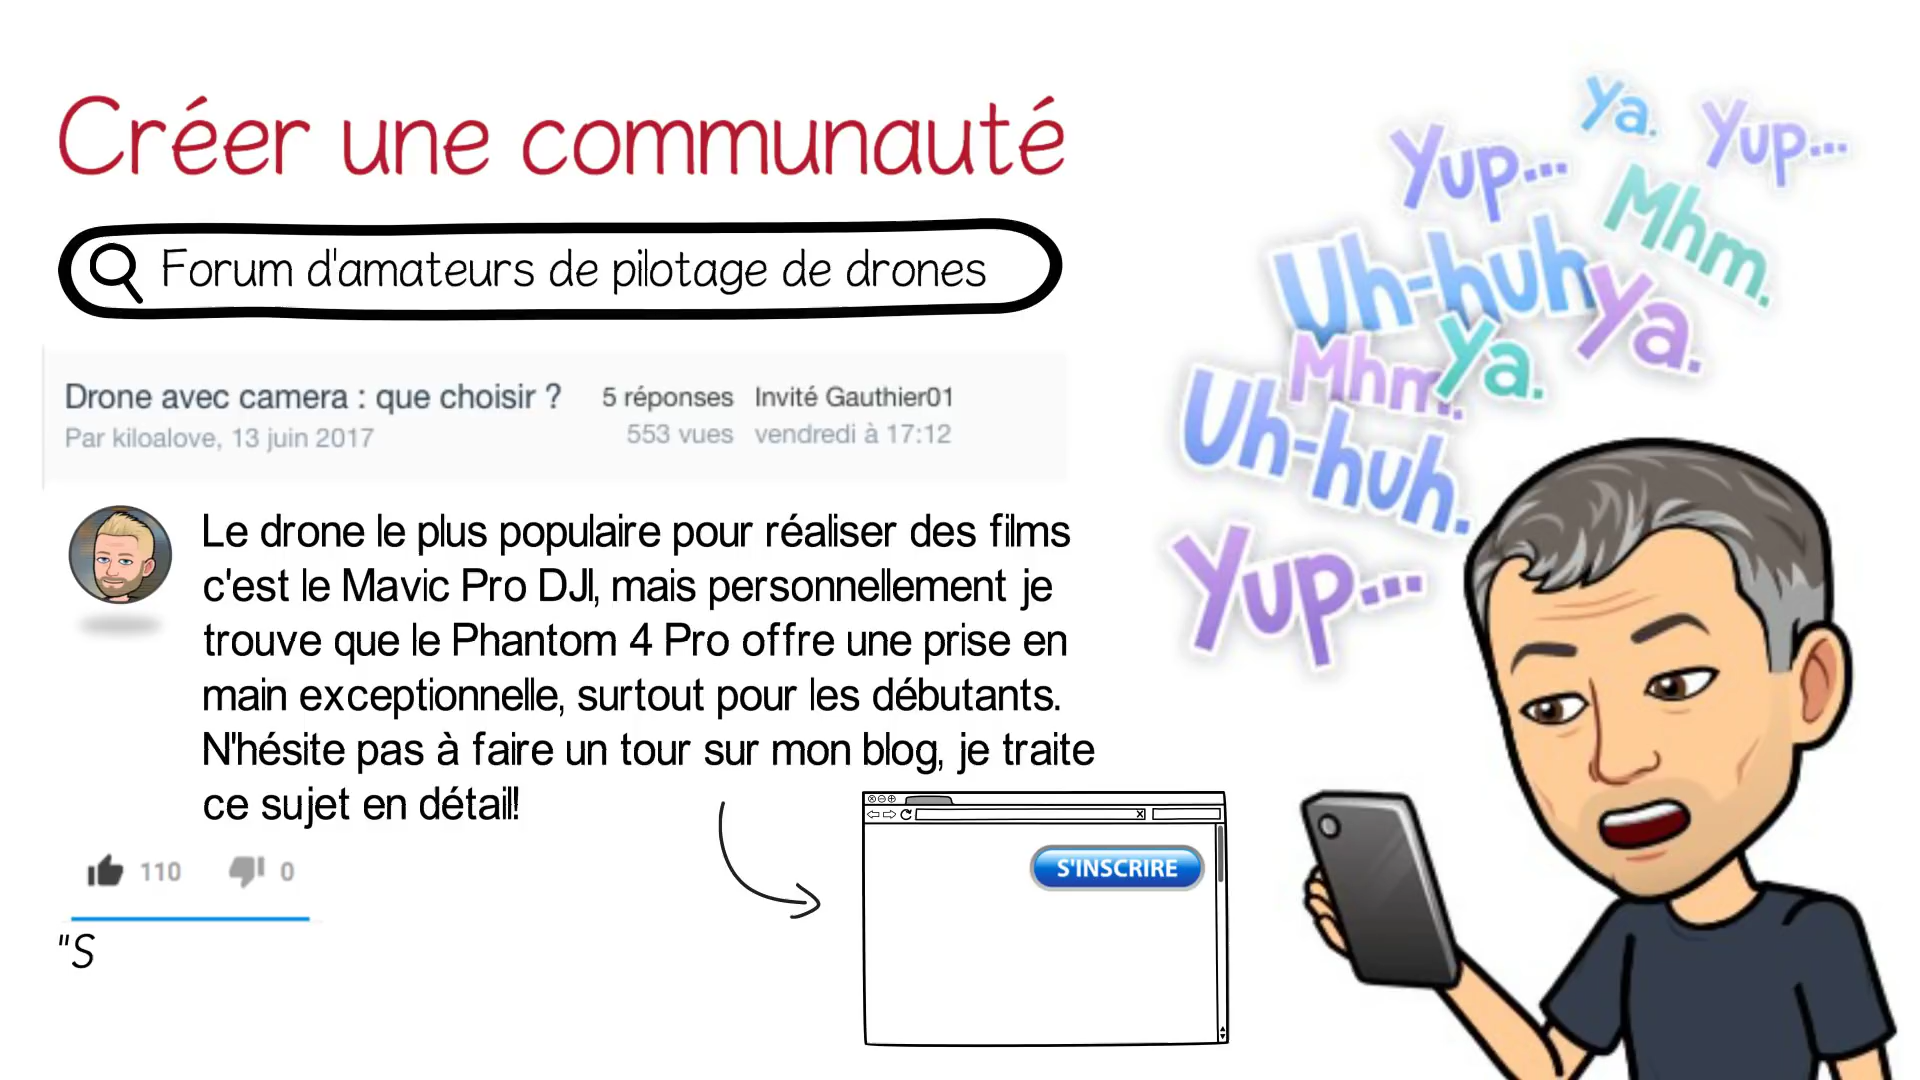 Créer une communauté
Forum d'amateurs de pilotage de drones
Drone avec camera : que choisir ?
Par kiloalove, 13 juin 2017
5 réponses
553 vues
Invité Gauthier01
vendredi à 17:12
Le drone le plus populaire pour réaliser des films
c'est le Mavic Pro DJI, mais personnellement je
trouve que le Phantom 4 Pro offre une prise en
main exceptionnelle, surtout pour les débutants.
N'hésite pas à faire un tour sur mon blog, je traite
ce sujet en détail!
110
0
"S
S'INSCRIRE
Ya.
Yup...
Yup...
Mhm.
Uh-huh
Ya.
Mhm.
Ya.
Uh-huh.
Yup...